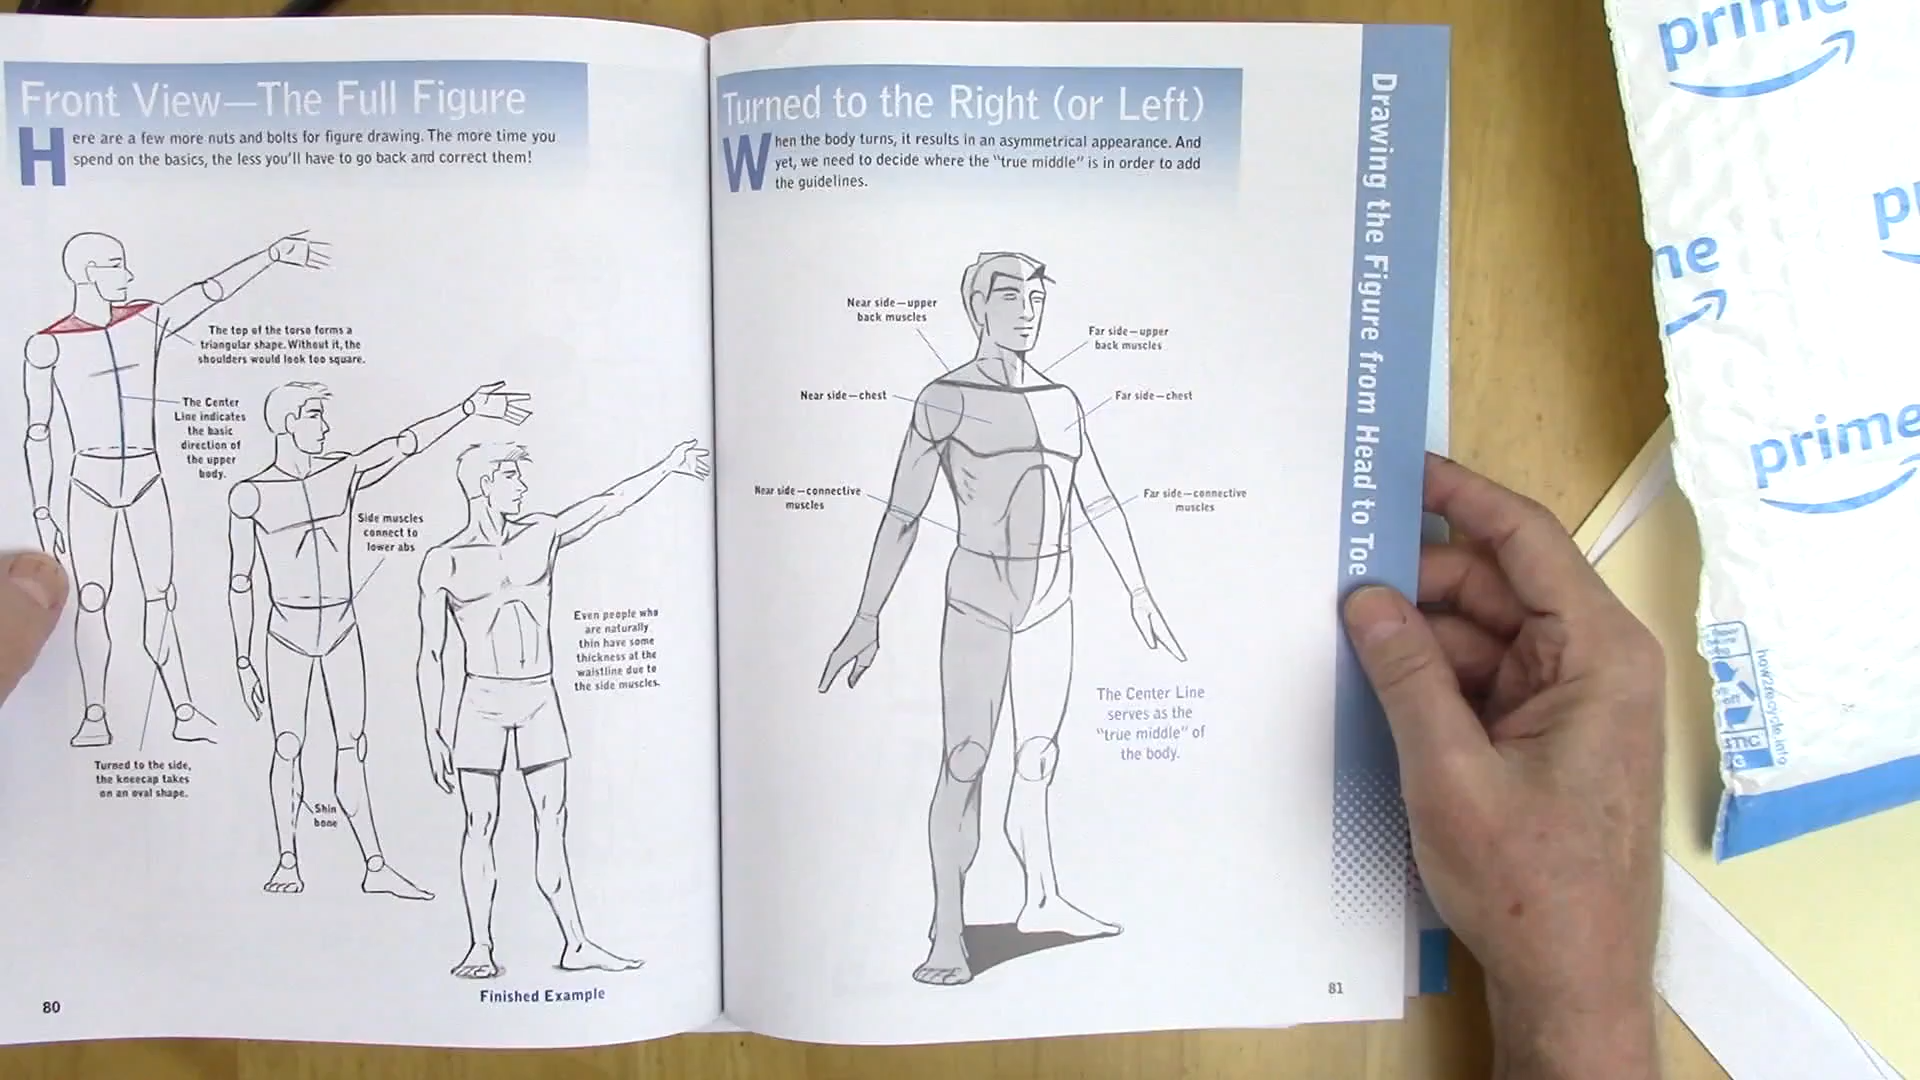 Front View—The Full Figure
Here are a few more nuts and bolts for figure drawing. The more time you
spend on the basics, the less you'll have to go back and correct them!
The top of the torso forms a
triangular shape. Without it, the
shoulders would look too square.
The Center
Line indicates
the basic
direction of
the upper
body.
Side muscles
connect to
lower abs
Even people who
are naturally
thin have some
thickness at the
waistline due to
the side muscles.
Turned to the side,
the kneecap takes
on an oval shape.
Shin
bone
Finished Example
80
Turned to the Right (or Left)
When the body turns, it results in an asymmetrical appearance. And
yet, we need to decide where the "true middle" is in order to add
the guidelines.
Near side—upper
back muscles
Far side—upper
back muscles
Near side—chest
Far side—chest
Near side—connective
muscles
Far side—connective
muscles
The Center Line
serves as the
"true middle" of
the body.
81
Drawing the Figure from Head to Toe
prime
prime
how2recycle.info